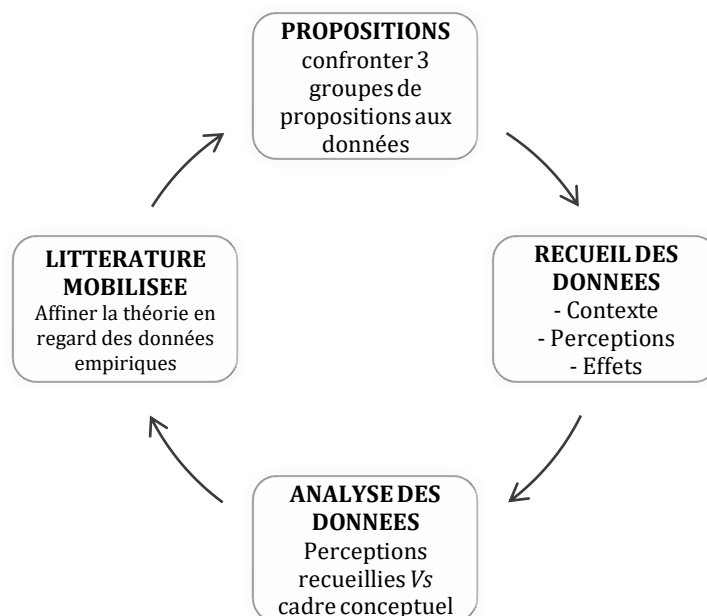 PROPOSITIONS
confronter 3
groupes de
propositions aux
données
LITTERATURE
MOBILISEE
Affiner la théorie en
regard des données
empiriques
RECUEIL DES
DONNEES
- Contexte
- Perceptions
- Effets
ANALYSE DES
DONNEES
Perceptions
recueillies Vs
cadre conceptuel